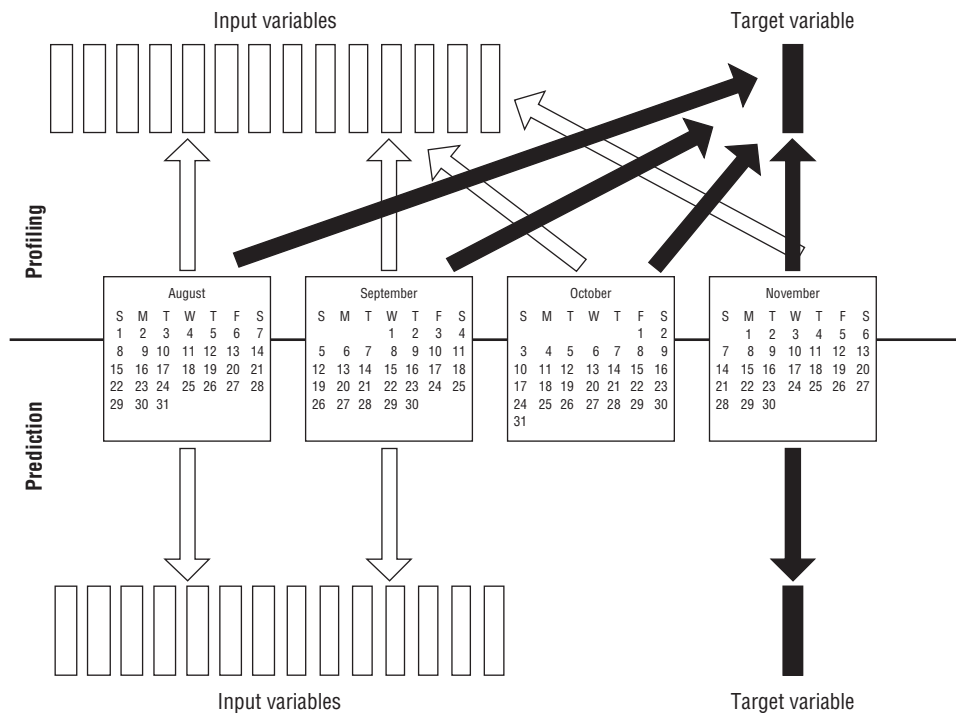 Input variables
Target variable
Profiling
August
S M T W T F S
1 2 3 4 5 6 7
8 9 10 11 12 13 14
15 16 17 18 19 20 21
22 23 24 25 26 27 28
29 30 31
September
S M T W T F S
1 2 3 4
5 6 7 8 9 10 11
12 13 14 15 16 17 18
19 20 21 22 23 24 25
26 27 28 29 30
October
S M T W T F S
1 2
3 4 5 6 7 8 9
10 11 12 13 14 15 16
17 18 19 20 21 22 23
24 25 26 27 28 29 30
31
November
S M T W T F S
1 2 3 4 5 6
7 8 9 10 11 12 13
14 15 16 17 18 19 20
21 22 23 24 25 26 27
28 29 30
Prediction
Input variables
Target variable